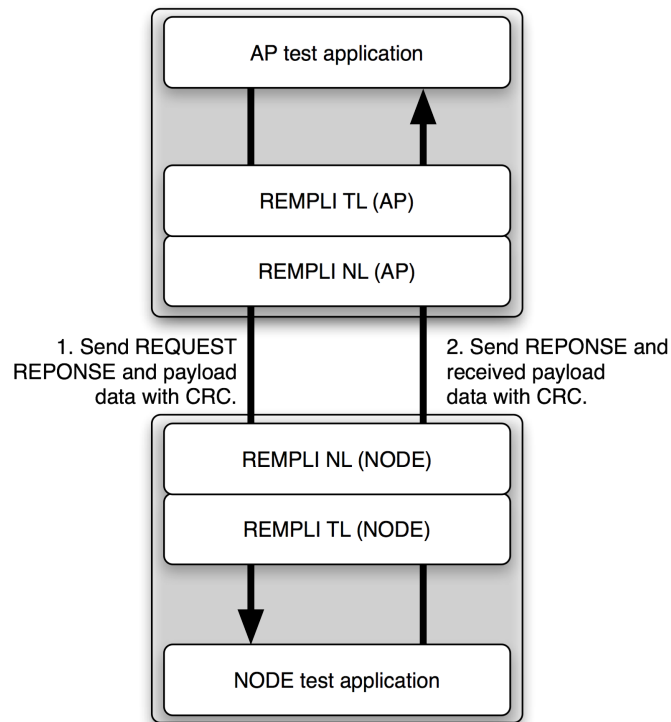 AP test application
REMPLI TL (AP)
REMPLI NL (AP)
1. Send REQUEST
REPONSE and payload
data with CRC.
2. Send REPONSE and
received payload
data with CRC.
REMPLI NL (NODE)
REMPLI TL (NODE)
NODE test application